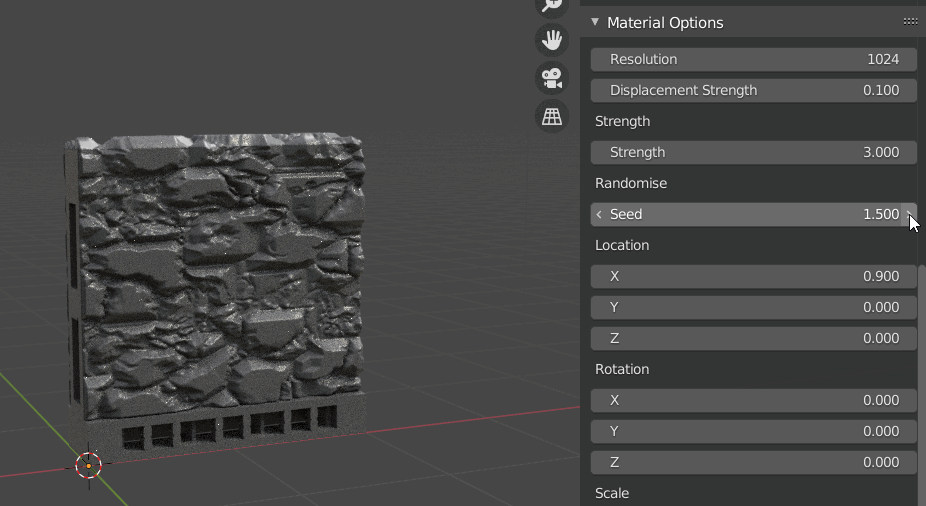 Material Options
Resolution 1024
Displacement Strength 0.100
Strength
Strength 3.000
Randomise
Seed 1.500
Location
X 0.900
Y 0.000
Z 0.000
Rotation
X 0.000
Y 0.000
Z 0.000
Scale